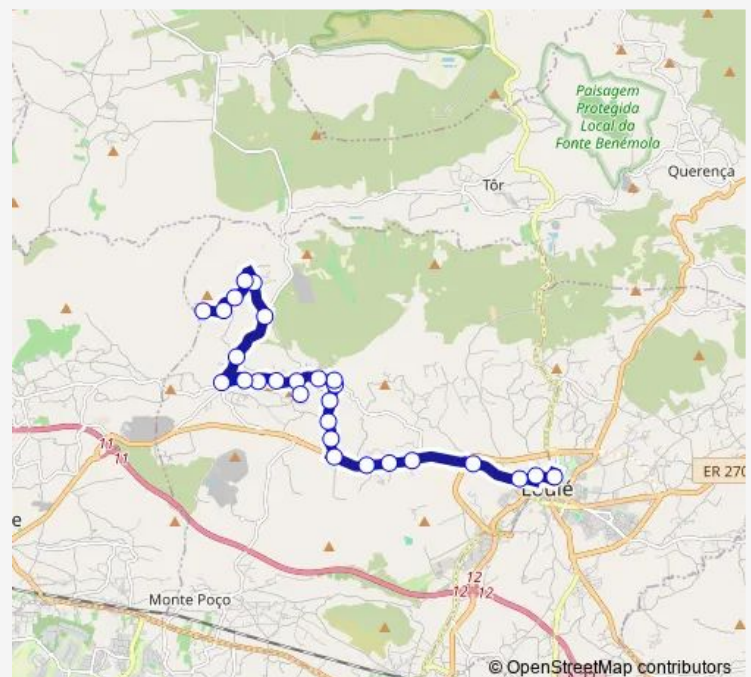 Paisagem
Protegida
Local da
Fonte Benémola
Querença
Tôr
11
11
ER 270
Loulé
e
12
12 12
Monte Poço
© OpenStreetMap contributors